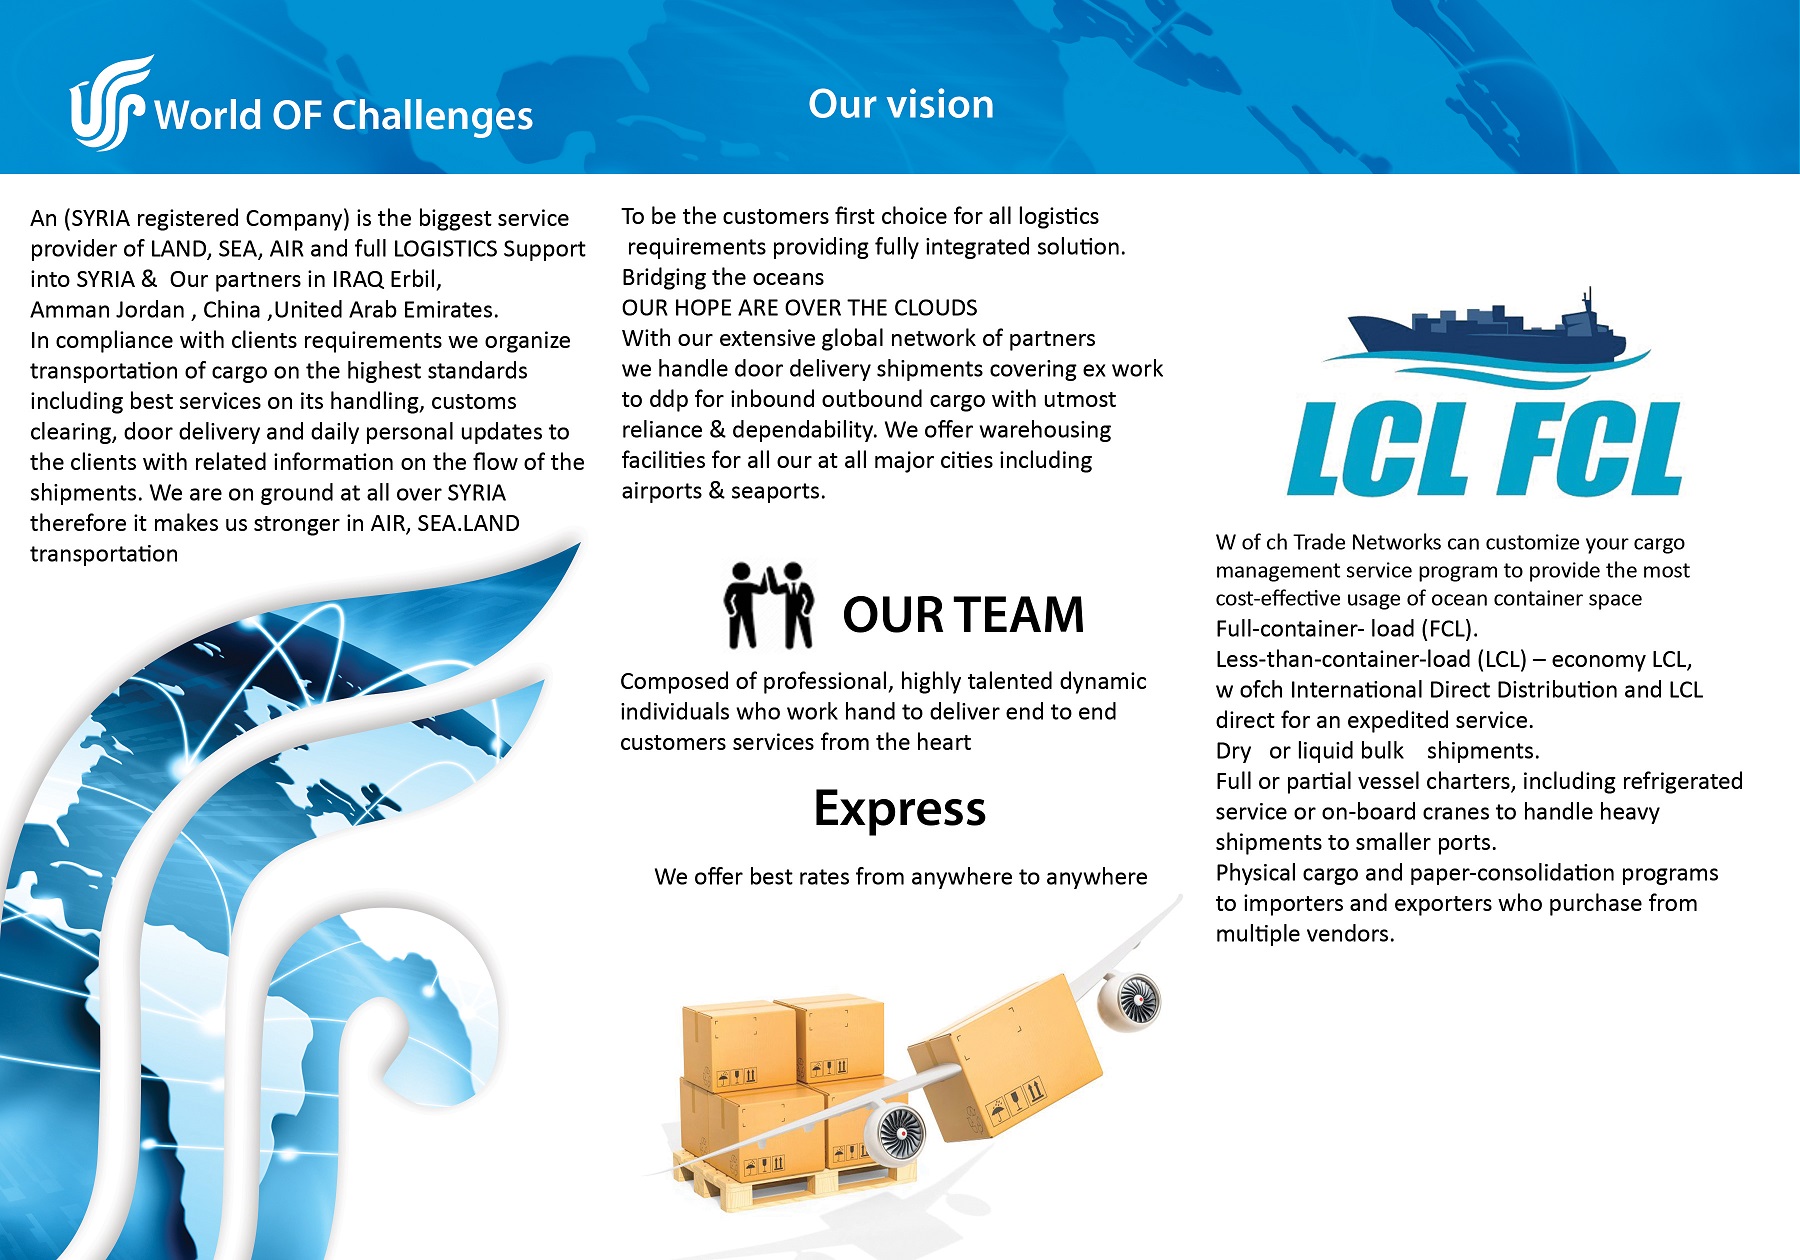 World OF Challenges
An (SYRIA registered Company) is the biggest service
provider of LAND, SEA, AIR and full LOGISTICS Support
into SYRIA &  Our partners in IRAQ Erbil,
Amman Jordan , China ,United Arab Emirates.
In compliance with clients requirements we organize
transportation of cargo on the highest standards
including best services on its handling, customs
clearing, door delivery and daily personal updates to
the clients with related information on the flow of the
shipments. We are on ground at all over SYRIA
therefore it makes us stronger in AIR, SEA.LAND
transportation
Our vision
To be the customers first choice for all logistics
requirements providing fully integrated solution.
Bridging the oceans
OUR HOPE ARE OVER THE CLOUDS
With our extensive global network of partners
we handle door delivery shipments covering ex work
to ddp for inbound outbound cargo with utmost
reliance & dependability. We offer warehousing
facilities for all our at all major cities including
airports & seaports.
OUR TEAM
Composed of professional, highly talented dynamic
individuals who work hand to deliver end to end
customers services from the heart
Express
We offer best rates from anywhere to anywhere
LCL FCL
W of ch Trade Networks can customize your cargo
management service program to provide the most
cost-effective usage of ocean container space
Full-container- load (FCL).
Less-than-container-load (LCL) – economy LCL,
w ofch International Direct Distribution and LCL
direct for an expedited service.
Dry   or liquid bulk    shipments.
Full or partial vessel charters, including refrigerated
service or on-board cranes to handle heavy
shipments to smaller ports.
Physical cargo and paper-consolidation programs
to importers and exporters who purchase from
multiple vendors.